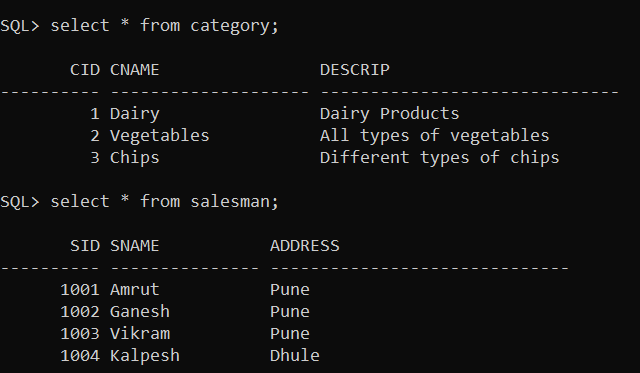 SQL> select * from category;
CID CNAME DESCRIP
---------- -------------------- ------------------------------
1 Dairy Dairy Products
2 Vegetables All types of vegetables
3 Chips Different types of chips
SQL> select * from salesman;
SID SNAME ADDRESS
---------- --------------- ------------------------------
1001 Amrut Pune
1002 Ganesh Pune
1003 Vikram Pune
1004 Kalpesh Dhule